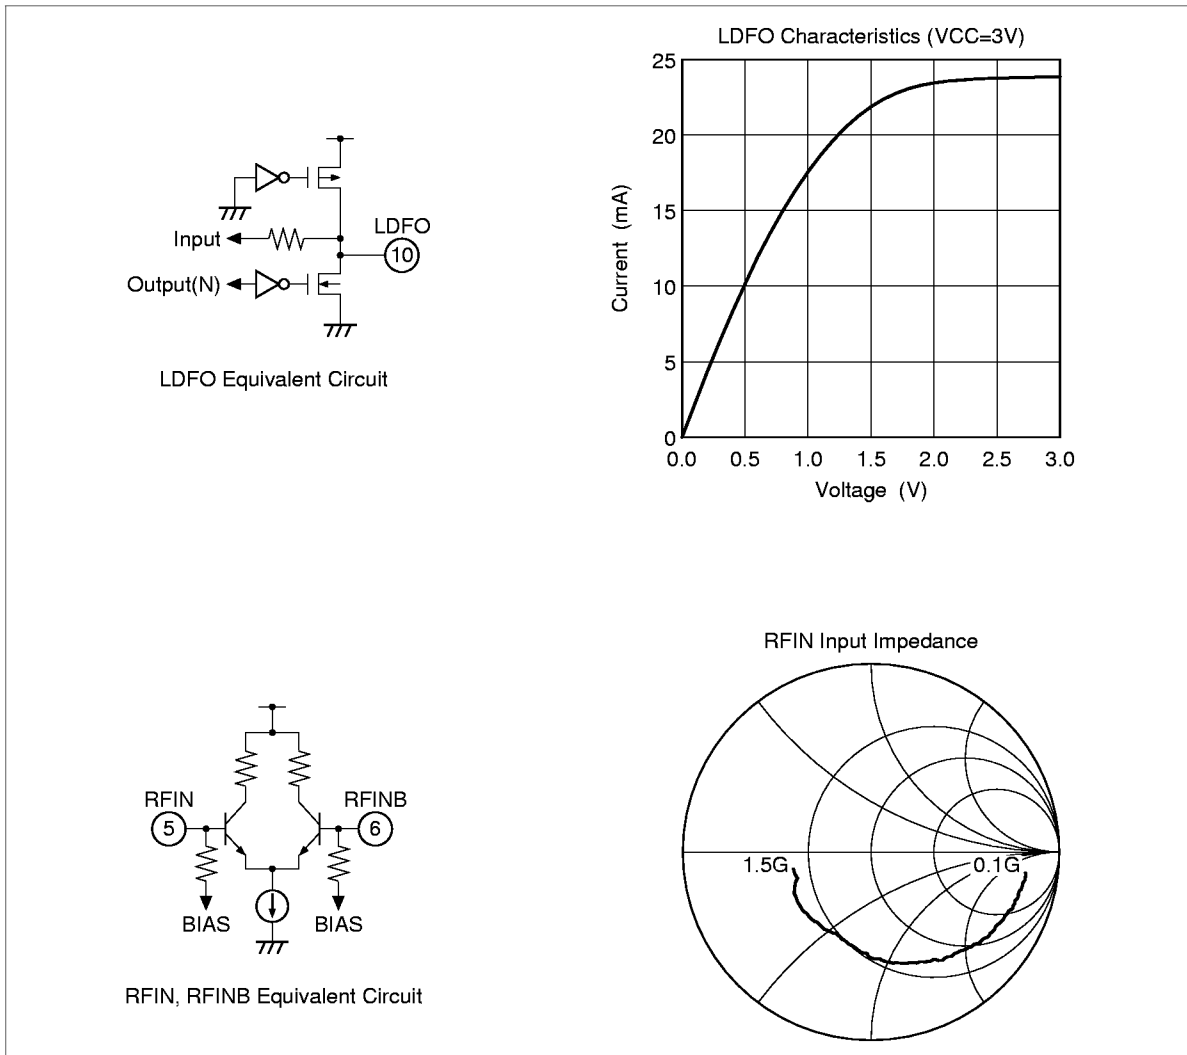 LDFO Characteristics (VCC=3V)
25
20
15
10
5
0
Current (mA)
0.0 0.5 1.0 1.5 2.0 2.5 3.0
Voltage (V)
LDFO
10
Input
Output(N)
LDFO Equivalent Circuit
RFIN Input Impedance
1.5G
0.1G
RFIN
5
RFINB
6
BIAS
BIAS
RFIN, RFINB Equivalent Circuit